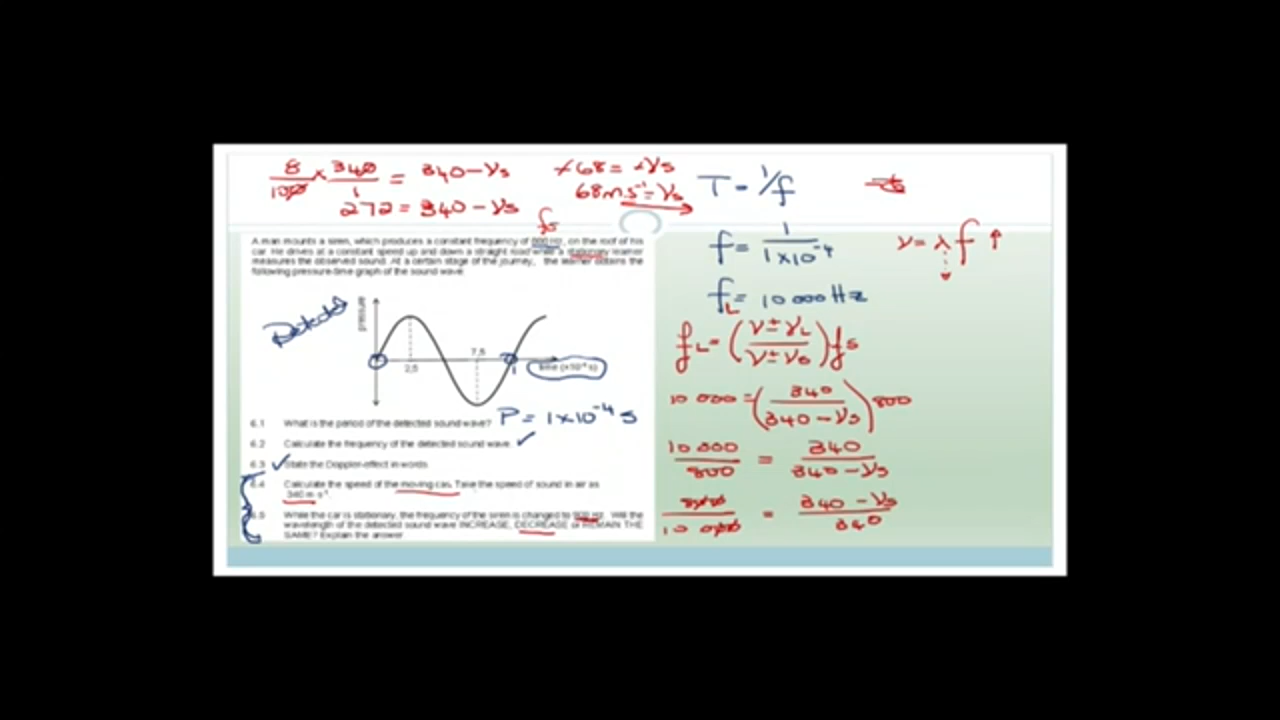 8/100 × 340/1 = 340 - Vs
272 = 340 - Vs
+68 = +Vs
68m.s⁻¹ = Vs
T = 1/f
fs
A man mounts a siren, which produces a constant frequency of 800 Hz, on the roof of his
car. He drives at a constant speed up and down a straight road while a stationary learner
measures the observed sound. At a certain stage of the journey, the learner obtains the
following pressure-time graph of the sound wave.
f = 1/1×10⁻⁴
v = λ f ↑
fL = 10 000 Hz
pressure
2,5
7,5
1
time (×10⁻⁴ s)
fL = (V ± VL/V ± Vs) fs
10 000 = (340/340 - Vs) 800
10 000/800 = 340/340 - Vs
10 000 = 340 - Vs/340
P = 1×10⁻⁴ s
6.1 What is the period of the detected sound wave?
6.2 Calculate the frequency of the detected sound wave.
6.3 State the Doppler-effect in words
6.4 Calculate the speed of the moving car. Take the speed of sound in air as
340 m·s⁻¹.
6.5 While the car is stationary, the frequency of the siren is changed to Hz. Will the
wavelength of the detected sound wave INCREASE, DECREASE or REMAIN THE
SAME? Explain the answer